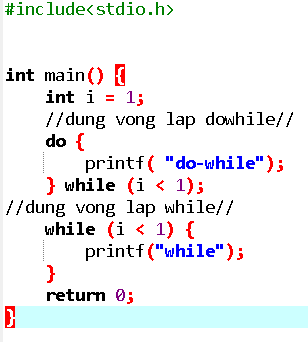 #include<stdio.h>
int main() {
int i = 1;
//dung vong lap dowhile//
do {
printf( "do-while");
} while (i < 1);
//dung vong lap while//
while (i < 1) {
printf("while");
}
return 0;
}